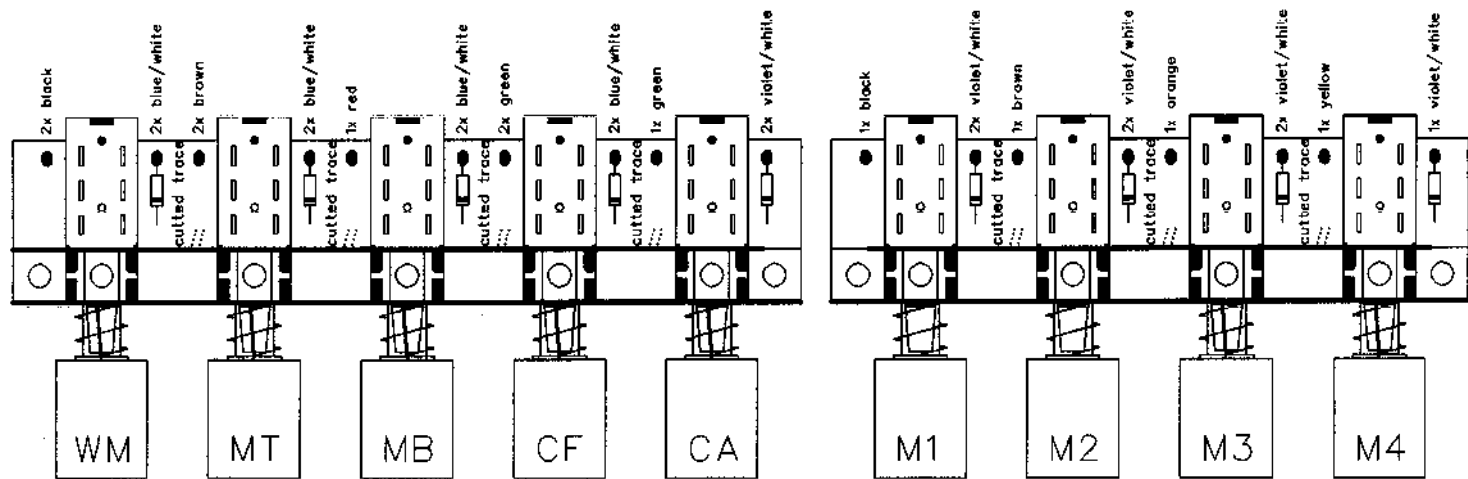 2x black
2x blue/white
2x brown
2x blue/white
1x red
2x blue/white
2x green
2x blue/white
1x green
2x violet/white
1x black
2x violet/white
1x brown
2x violet/white
1x orange
2x violet/white
1x yellow
1x violet/white
cutted trace
cutted trace
cutted trace
cutted trace
cutted trace
cutted trace
cutted trace
WM
MT
MB
CF
CA
M1
M2
M3
M4